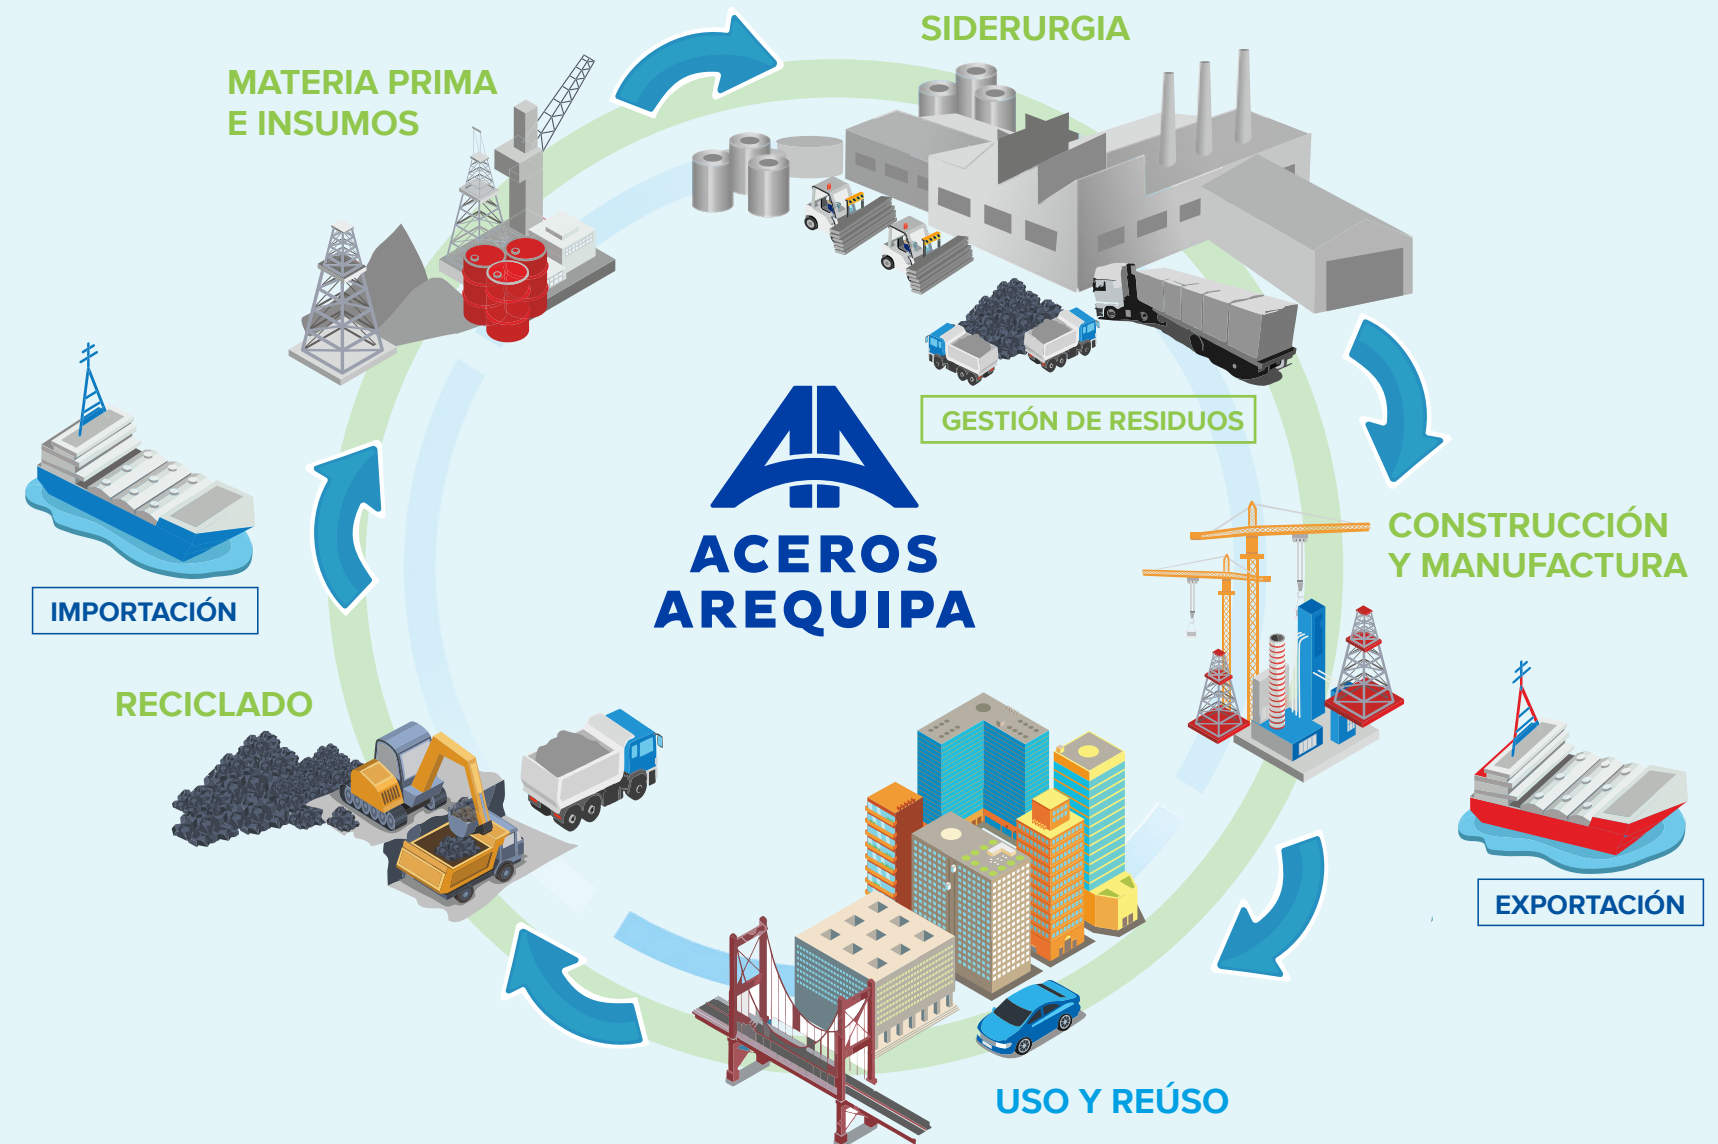 SIDERURGIA
MATERIA PRIMA
E INSUMOS
GESTIÓN DE RESIDUOS
ACEROS
AREQUIPA
CONSTRUCCIÓN
Y MANUFACTURA
IMPORTACIÓN
RECICLADO
EXPORTACIÓN
USO Y REÚSO